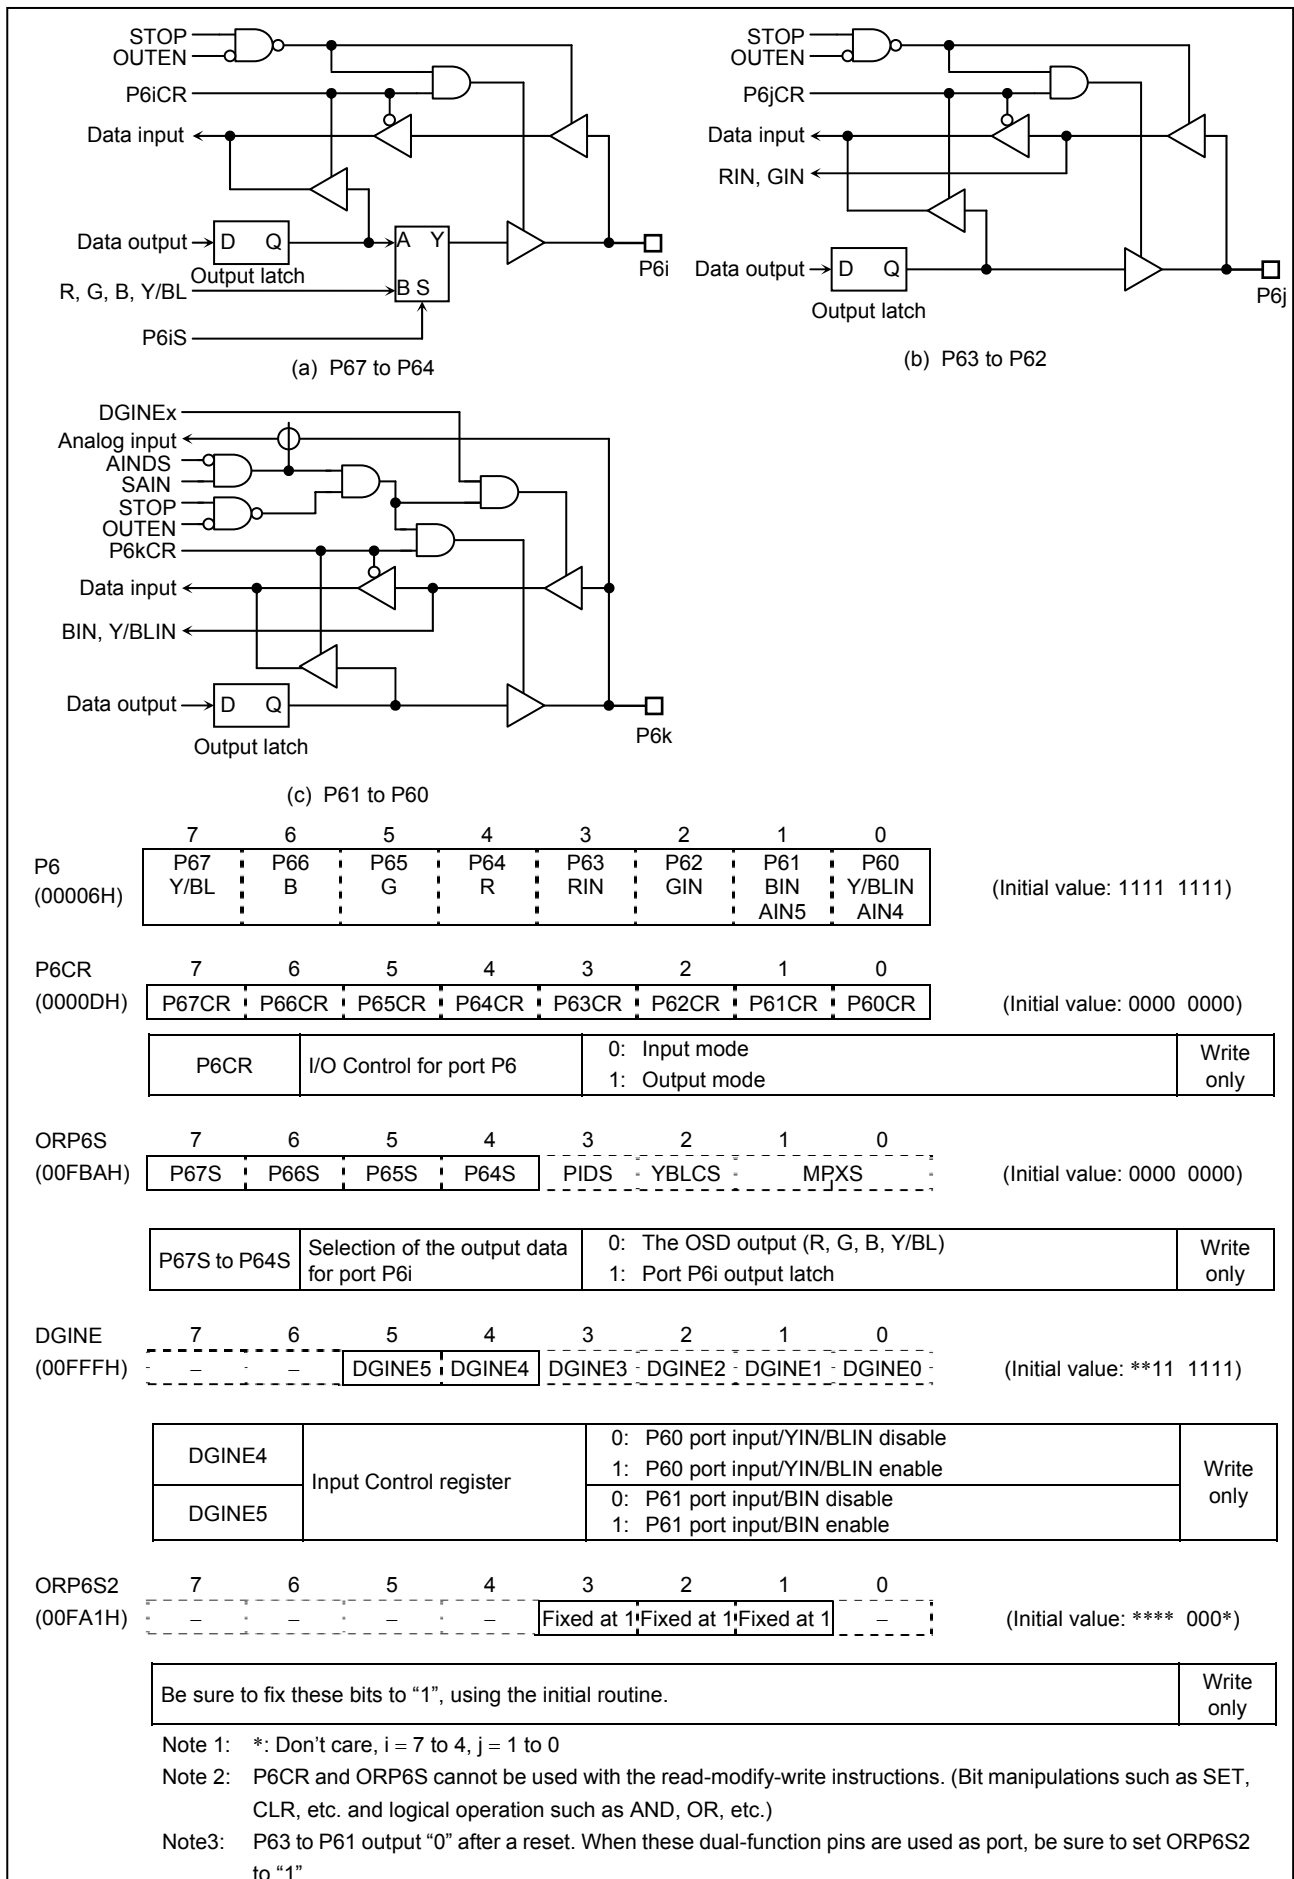 STOP
OUTEN
P6iCR
Data input
Data output
D Q
Output latch
A Y
B S
R, G, B, Y/BL
P6iS
P6i
(a) P67 to P64
STOP
OUTEN
P6jCR
Data input
RIN, GIN
Data output
D Q
Output latch
P6j
(b) P63 to P62
DGINEx
Analog input
AINDS
SAIN
STOP
OUTEN
P6kCR
Data input
BIN, Y/BLIN
Data output
D Q
Output latch
P6k
(c) P61 to P60
7 6 5 4 3 2 1 0
P6
(00006H)
P67 P66 P65 P64 P63 P62 P61 P60
Y/BL B G R RIN GIN BIN Y/BLIN
AIN5 AIN4
(Initial value: 1111 1111)
P6CR 7 6 5 4 3 2 1 0
(0000DH) P67CR P66CR P65CR P64CR P63CR P62CR P61CR P60CR (Initial value: 0000 0000)
P6CR
I/O Control for port P6
0: Input mode
1: Output mode
Write
only
ORP6S 7 6 5 4 3 2 1 0
(00FBAH) P67S P66S P65S P64S PIDS YBLCS MPXS (Initial value: 0000 0000)
P67S to P64S
Selection of the output data
for port P6i
0: The OSD output (R, G, B, Y/BL)
1: Port P6i output latch
Write
only
DGINE 7 6 5 4 3 2 1 0
(00FFFH) – – DGINE5 DGINE4 DGINE3 DGINE2 DGINE1 DGINE0 (Initial value: **11 1111)
DGINE4
DGINE5
Input Control register
0: P60 port input/YIN/BLIN disable
1: P60 port input/YIN/BLIN enable
0: P61 port input/BIN disable
1: P61 port input/BIN enable
Write
only
ORP6S2 7 6 5 4 3 2 1 0
(00FA1H) – – – – Fixed at 1 Fixed at 1 Fixed at 1 – (Initial value: **** 000*)
Be sure to fix these bits to “1”, using the initial routine.
Write
only
Note 1: *: Don’t care, i = 7 to 4, j = 1 to 0
Note 2: P6CR and ORP6S cannot be used with the read-modify-write instructions. (Bit manipulations such as SET,
CLR, etc. and logical operation such as AND, OR, etc.)
Note3: P63 to P61 output “0” after a reset. When these dual-function pins are used as port, be sure to set ORP6S2
to “1”